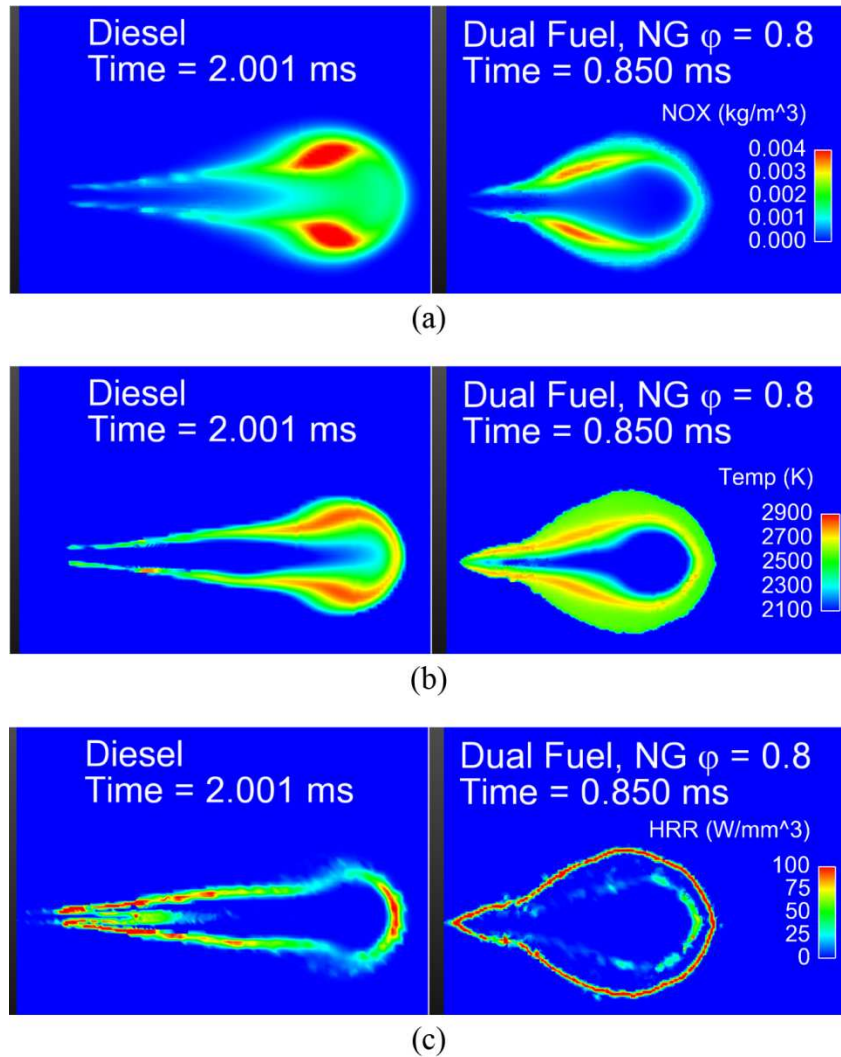 Diesel
Time = 2.001 ms
Dual Fuel, NG φ = 0.8
Time = 0.850 ms
NOX (kg/m^3)
0.004
0.003
0.002
0.001
0.000
(a)
Diesel
Time = 2.001 ms
Dual Fuel, NG φ = 0.8
Time = 0.850 ms
Temp (K)
2900
2700
2500
2300
2100
(b)
Diesel
Time = 2.001 ms
Dual Fuel, NG φ = 0.8
Time = 0.850 ms
HRR (W/mm^3)
100
75
50
25
0
(c)